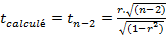 t_calculé = t_{n−2} = r.√(n−2) / √(1−r²)